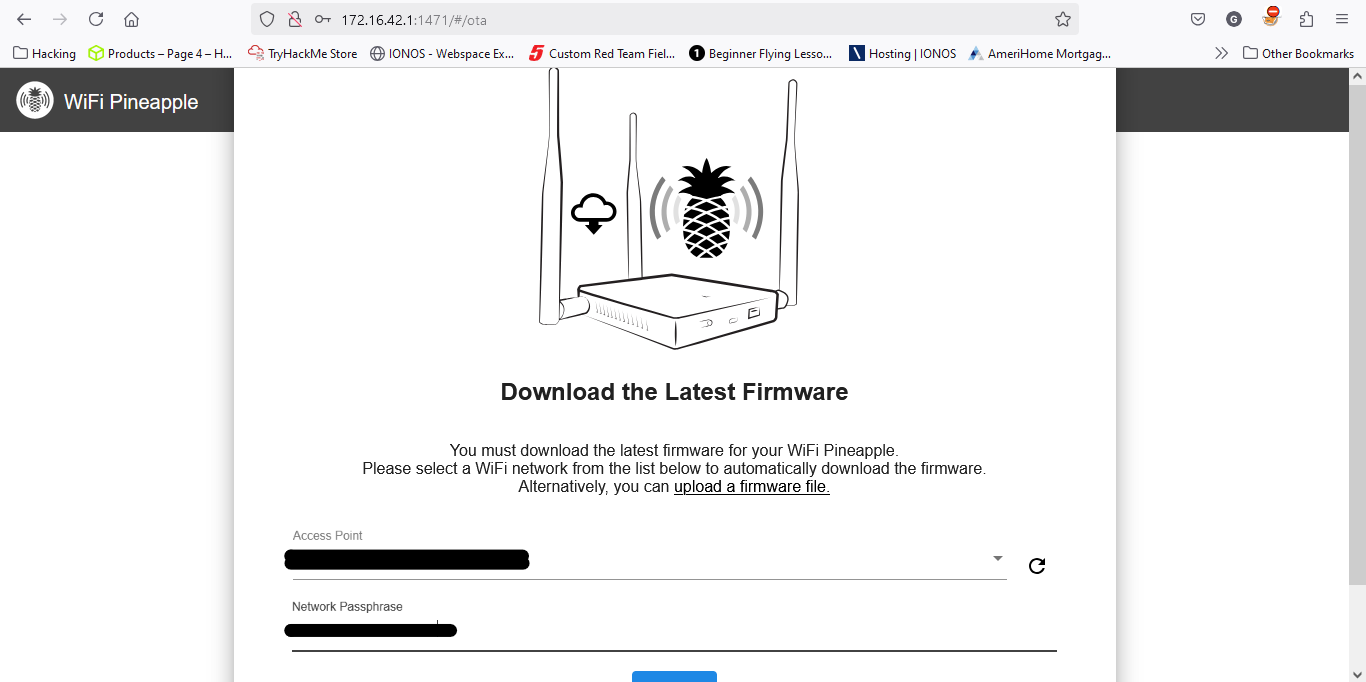 172.16.42.1:1471/#/ota
G
Hacking
Products – Page 4 – H...
TryHackMe Store
IONOS - Webspace Ex...
5 Custom Red Team Fiel...
1 Beginner Flying Lesso...
Hosting | IONOS
AmeriHome Mortgag...
Other Bookmarks
WiFi Pineapple
Download the Latest Firmware
You must download the latest firmware for your WiFi Pineapple.
Please select a WiFi network from the list below to automatically download the firmware.
Alternatively, you can upload a firmware file.
Access Point
Network Passphrase